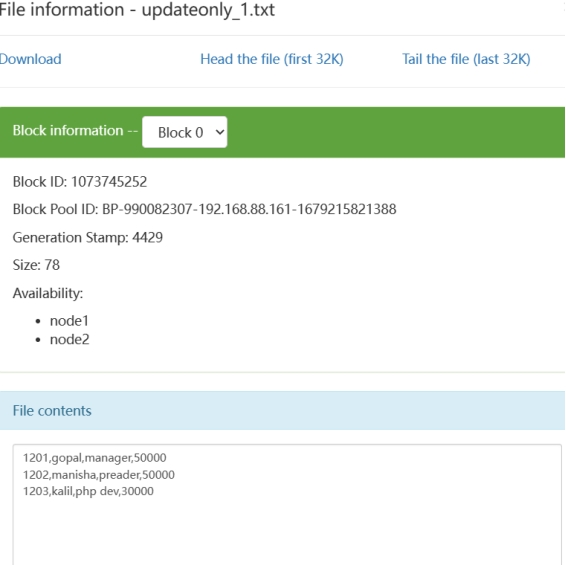 File information - updateonly_1.txt
Download Head the file (first 32K) Tail the file (last 32K)
Block information -- Block 0
Block ID: 1073745252
Block Pool ID: BP-990082307-192.168.88.161-1679215821388
Generation Stamp: 4429
Size: 78
Availability:
node1
node2
File contents
1201,gopal,manager,50000
1202,manisha,preader,50000
1203,kalil,php dev,30000